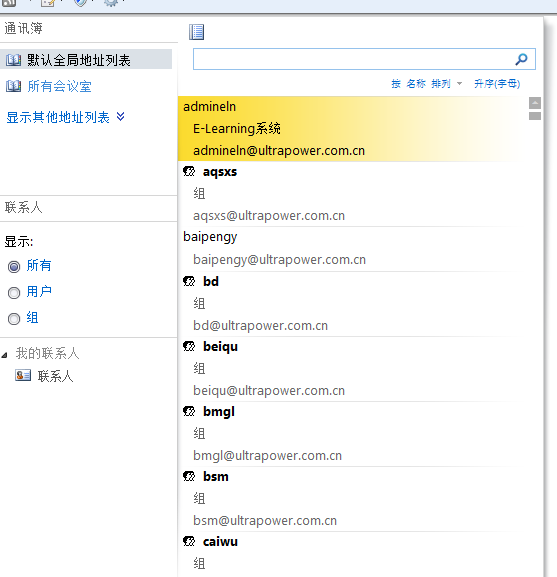 通讯簿
默认全局地址列表
所有会议室
显示其他地址列表
联系人
显示:
所有
用户
组
我的联系人
联系人
按 名称 排列 升序(字母)
admineln
E-Learning系统
admineln@ultrapower.com.cn
aqsxs
组
aqsxs@ultrapower.com.cn
baipengy
baipengy@ultrapower.com.cn
bd
组
bd@ultrapower.com.cn
beiqu
组
beiqu@ultrapower.com.cn
bmgl
组
bmgl@ultrapower.com.cn
bsm
组
bsm@ultrapower.com.cn
caiwu
组